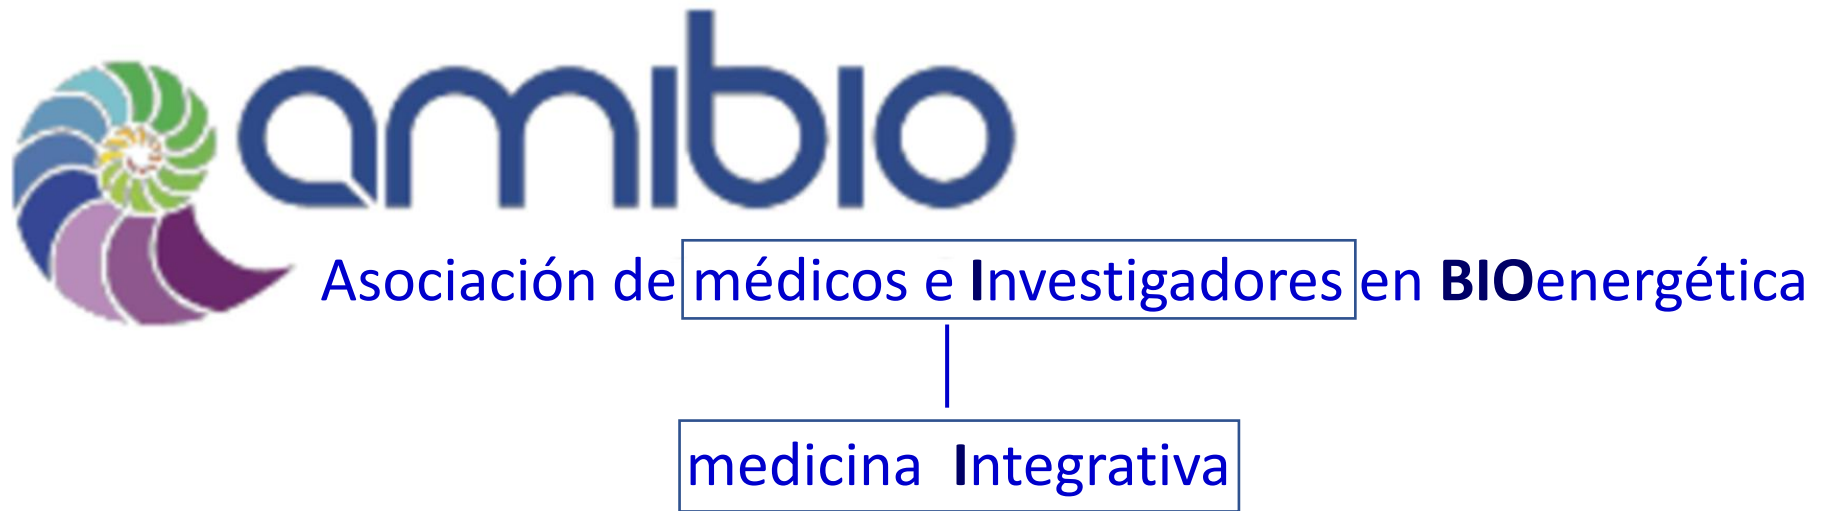 amibio
Asociación de médicos e Investigadores en BIOenergética
medicina Integrativa